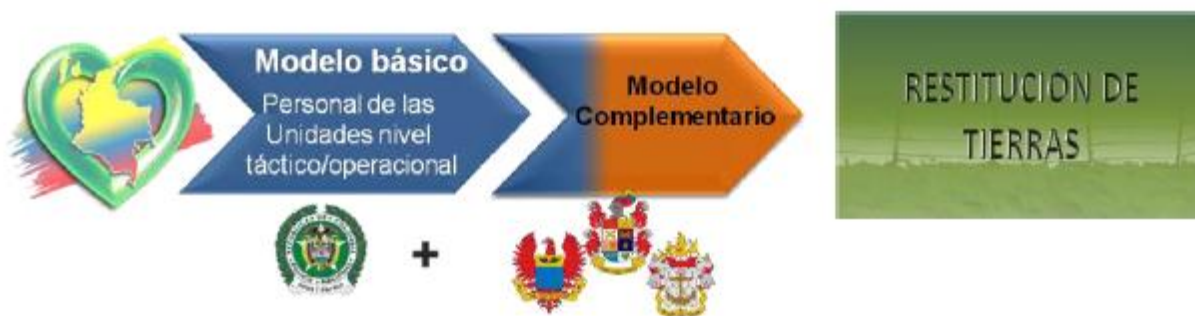 Modelo básico
Personal de las
Unidades nivel
táctico/operacional
Modelo
Complementario
RESTITUCION DE
TIERRAS
+